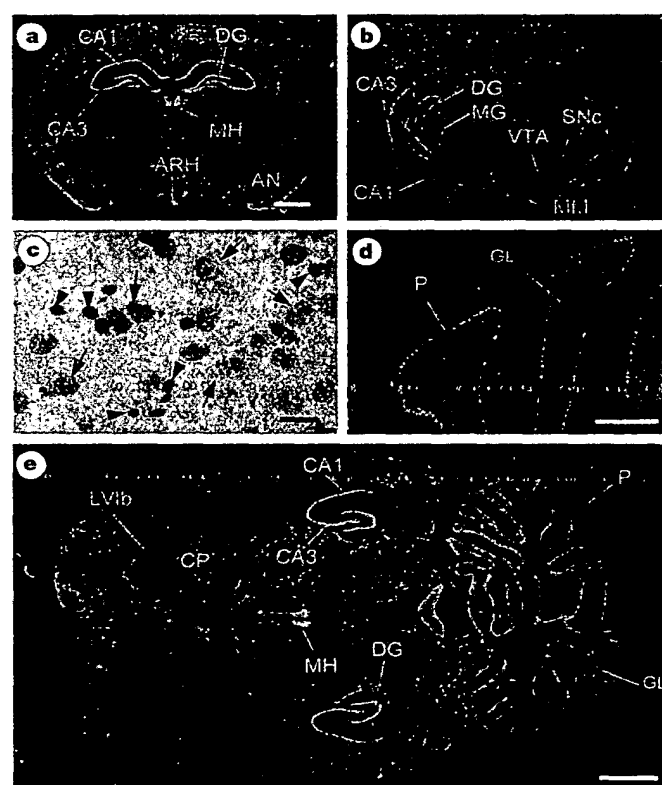 a CA1 DG
CA3 MH
ARH AN
b
CA3 DG
MG SNc
VTA
CA1
c
d
GL
P
e CA1 P
LVIb
CP
CA3
MH DG
GL